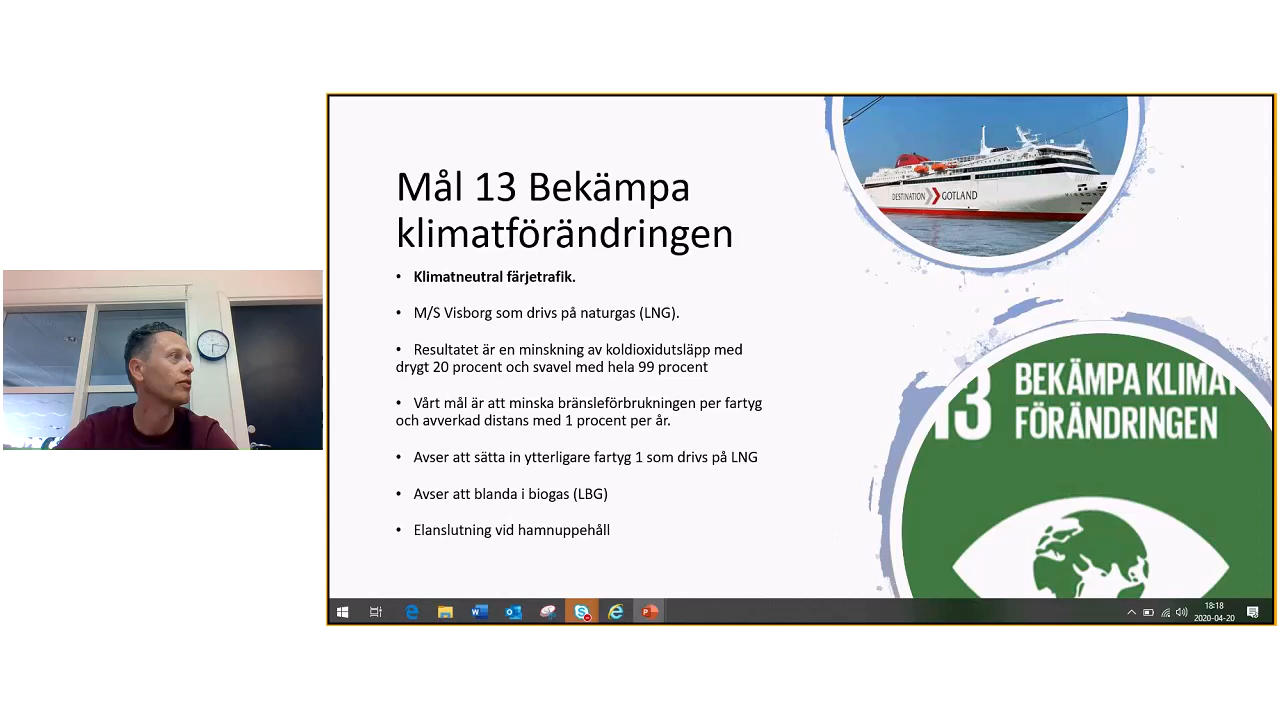 Mål 13 Bekämpa
klimatförändringen
• Klimatneutral färjetrafik.
• M/S Visborg som drivs på naturgas (LNG).
• Resultatet är en minskning av koldioxidutsläpp med
drygt 20 procent och svavel med hela 99 procent
• Vårt mål är att minska bränsleförbrukningen per fartyg
och avverkad distans med 1 procent per år.
• Avser att sätta in ytterligare fartyg 1 som drivs på LNG
• Avser att blanda i biogas (LBG)
• Elanslutning vid hamnuppehåll
DESTINATION GOTLAND
13 BEKÄMPA KLIMAT
FÖRÄNDRINGEN
18:18
2020-04-20